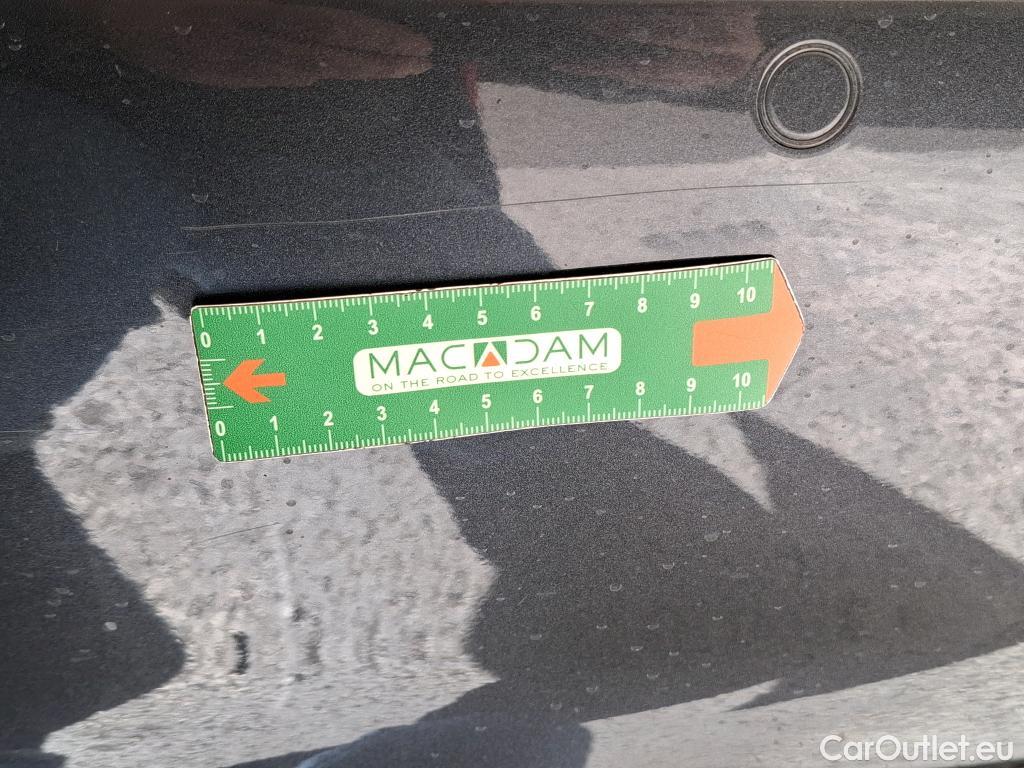 0 1 2 3 4 5 6 7 8 9 10
MACADAM
ON THE ROAD TO EXCELLENCE
0 1 2 3 4 5 6 7 8 9 10
CarOutlet.eu